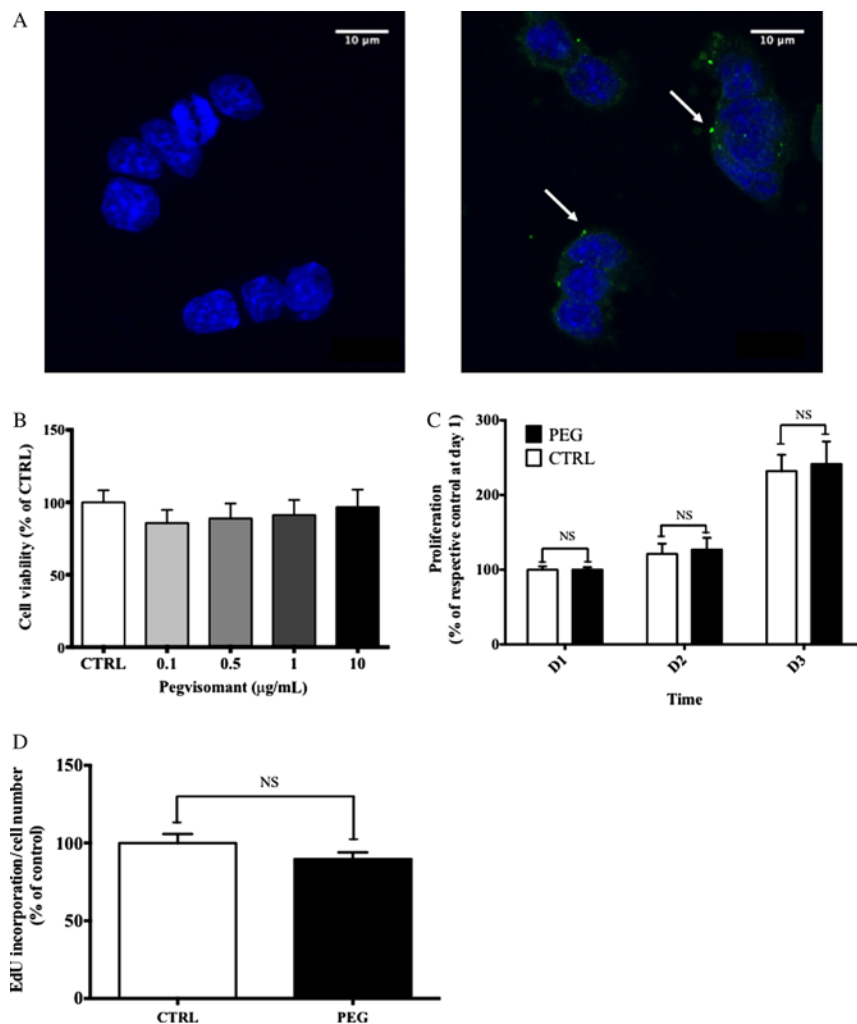 A
10 µm
10 µm
B
Cell viability (% of CTRL)
150
100
50
0
CTRL 0.1 0.5 1 10
Pegvisomant (µg/mL)
C
Proliferation
(% of respective control at day 1)
300
200
100
0
PEG
CTRL
NS
NS
NS
D1 D2 D3
Time
D
EdU incorporation/cell number
(% of control)
150
100
50
0
NS
CTRL PEG